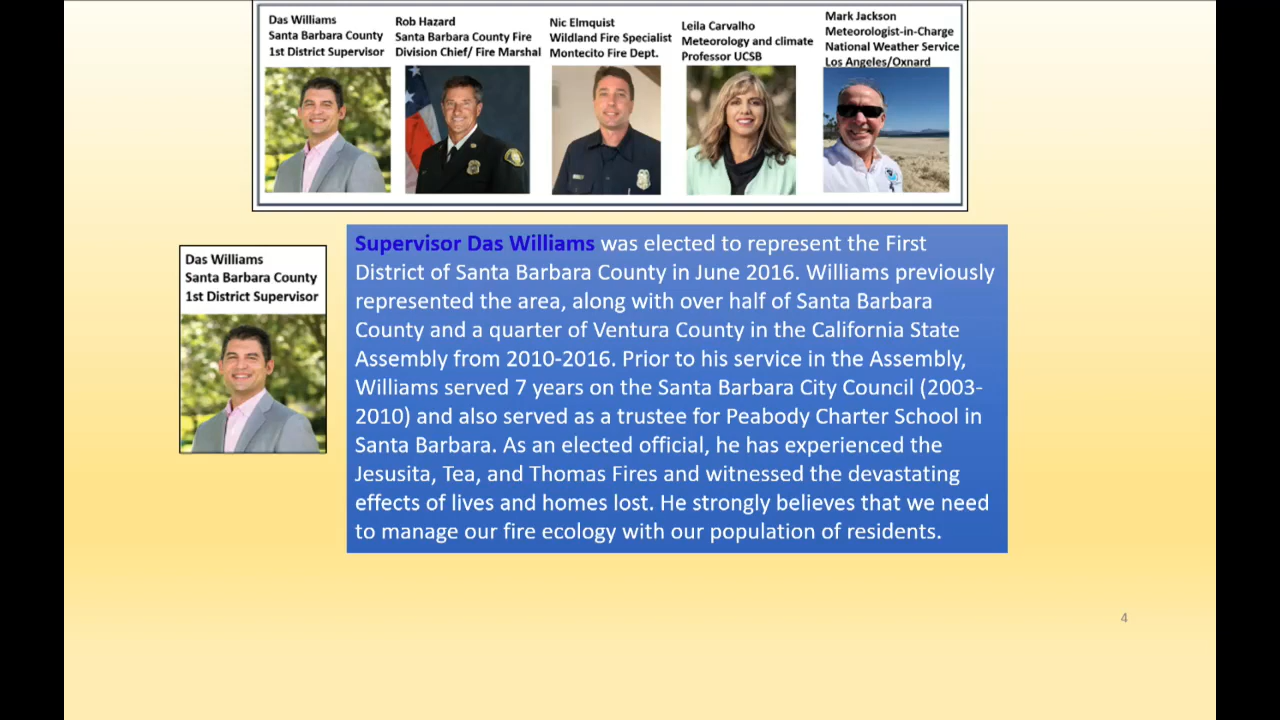 Das Williams
Santa Barbara County
1st District Supervisor
Rob Hazard
Santa Barbara County Fire
Division Chief/ Fire Marshal
Nic Elmquist
Wildland Fire Specialist
Montecito Fire Dept.
Leila Carvalho
Meteorology and climate
Professor UCSB
Mark Jackson
Meteorologist-in-Charge
National Weather Service
Los Angeles/Oxnard
Das Williams
Santa Barbara County
1st District Supervisor
Supervisor Das Williams was elected to represent the First
District of Santa Barbara County in June 2016. Williams previously
represented the area, along with over half of Santa Barbara
County and a quarter of Ventura County in the California State
Assembly from 2010-2016. Prior to his service in the Assembly,
Williams served 7 years on the Santa Barbara City Council (2003-
2010) and also served as a trustee for Peabody Charter School in
Santa Barbara. As an elected official, he has experienced the
Jesusita, Tea, and Thomas Fires and witnessed the devastating
effects of lives and homes lost. He strongly believes that we need
to manage our fire ecology with our population of residents.
4